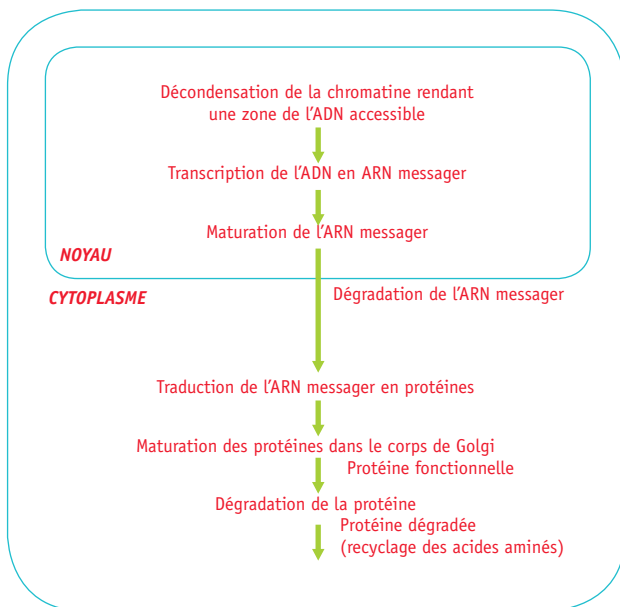 Décondensation de la chromatine rendant
une zone de l'ADN accessible
Transcription de l'ADN en ARN messager
Maturation de l'ARN messager
NOYAU
CYTOPLASME
Dégradation de l'ARN messager
Traduction de l'ARN messager en protéines
Maturation des protéines dans le corps de Golgi
Protéine fonctionnelle
Dégradation de la protéine
Protéine dégradée
(recyclage des acides aminés)